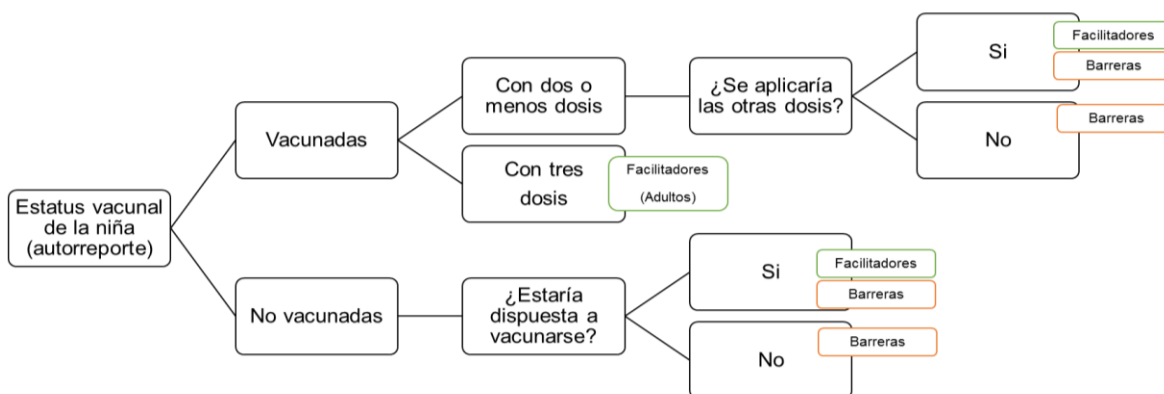 Estatus vacunal
de la niña
(autorreporte)
Vacunadas
Con dos o
menos dosis
¿Se aplicaría
las otras dosis?
Si
Facilitadores
Barreras
No
Barreras
Con tres
dosis
Facilitadores
(Adultos)
No vacunadas
¿Estaría
dispuesta a
vacunarse?
Si
Facilitadores
Barreras
No
Barreras